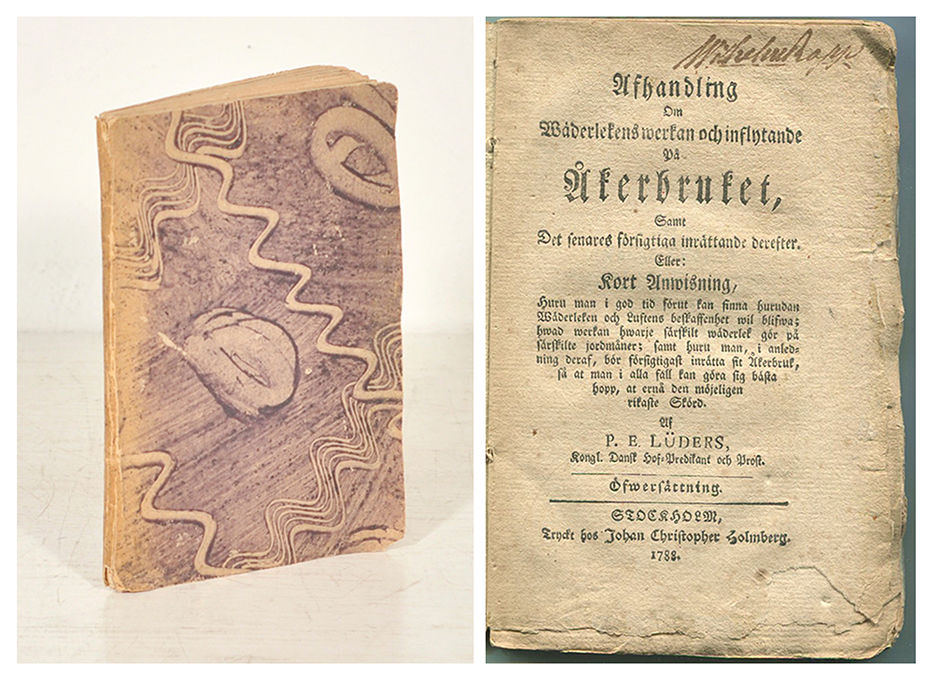 Afhandling
Om
Wäderlekens werkan och inflytande
På
Åkerbruket,
Samt
Det senares försigtiga inrättande derefter.
Eller:
Kort Anwisning,
Huru man i god tid förut kan finna hurudan
Wäderleken och Luftens beskaffenhet wil blifwa;
hwad werkan hwarje särskilt wäderlek gör på
särskilte jordmåner; samt huru man, i anled-
ning deraf, bör försigtigast inrätta sit Åkerbruk,
så at man i alla fall kan göra sig bästa
hopp, at ernå den möjeligen
rikaste Skörd.
Af
P. E. LÜDERS,
Kongl. Dansk Hof-Predikant och Prost.
Öfwersättning.
STOCKHOLM,
Tryckt hos Johan Christopher Holmberg.
1788.